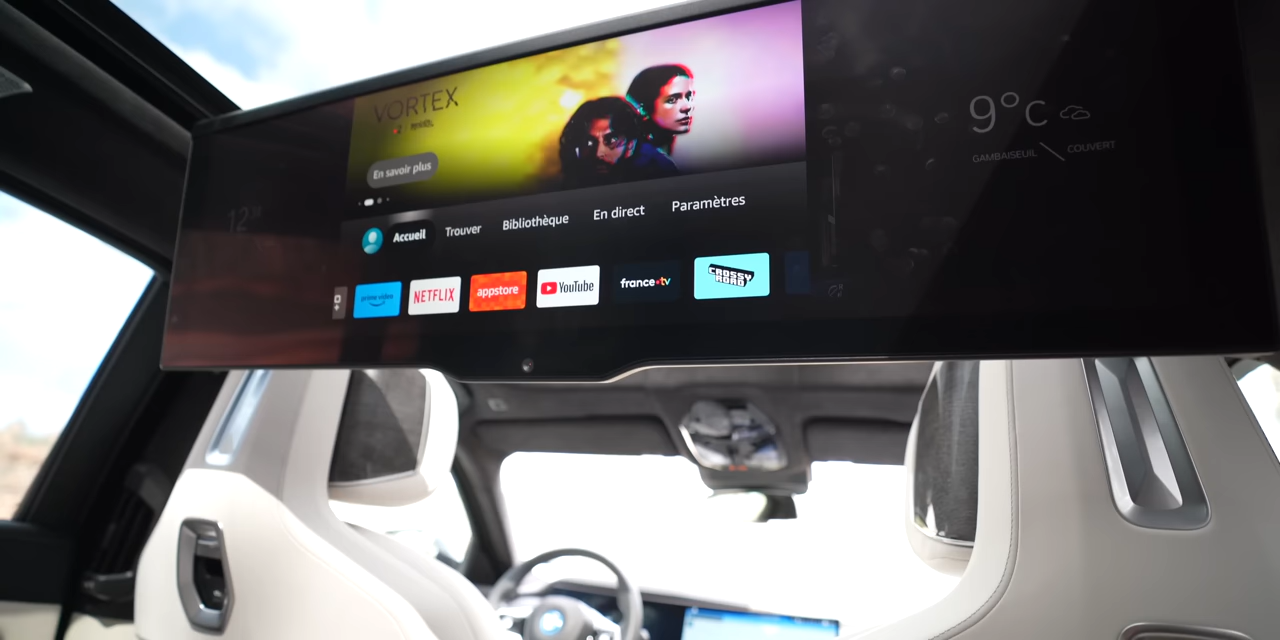 VORTEX
En savoir plus
Accueil Trouver Bibliothèque En direct Paramètres
prime video NETFLIX appstore YouTube france•tv CROSSY ROAD
9°c
GAMBAISEUIL COUVERT